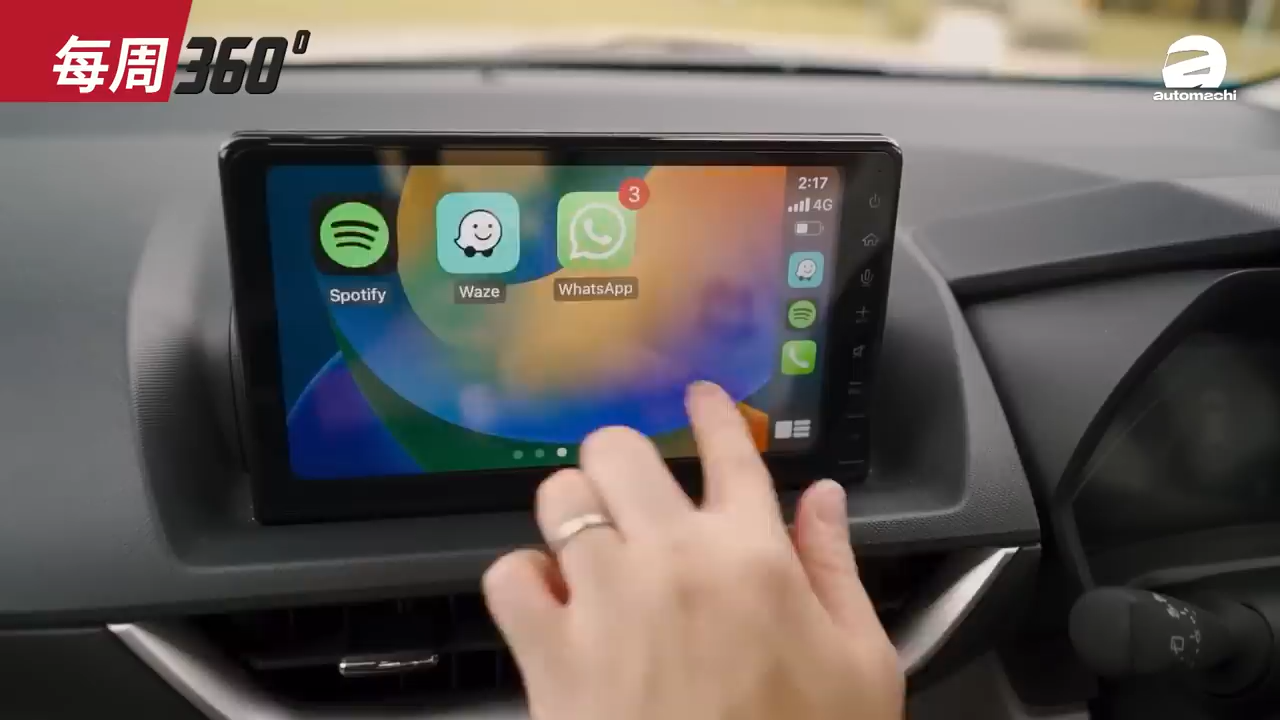 每周360°
automachi
2:17
4G
3
Spotify
Waze
WhatsApp